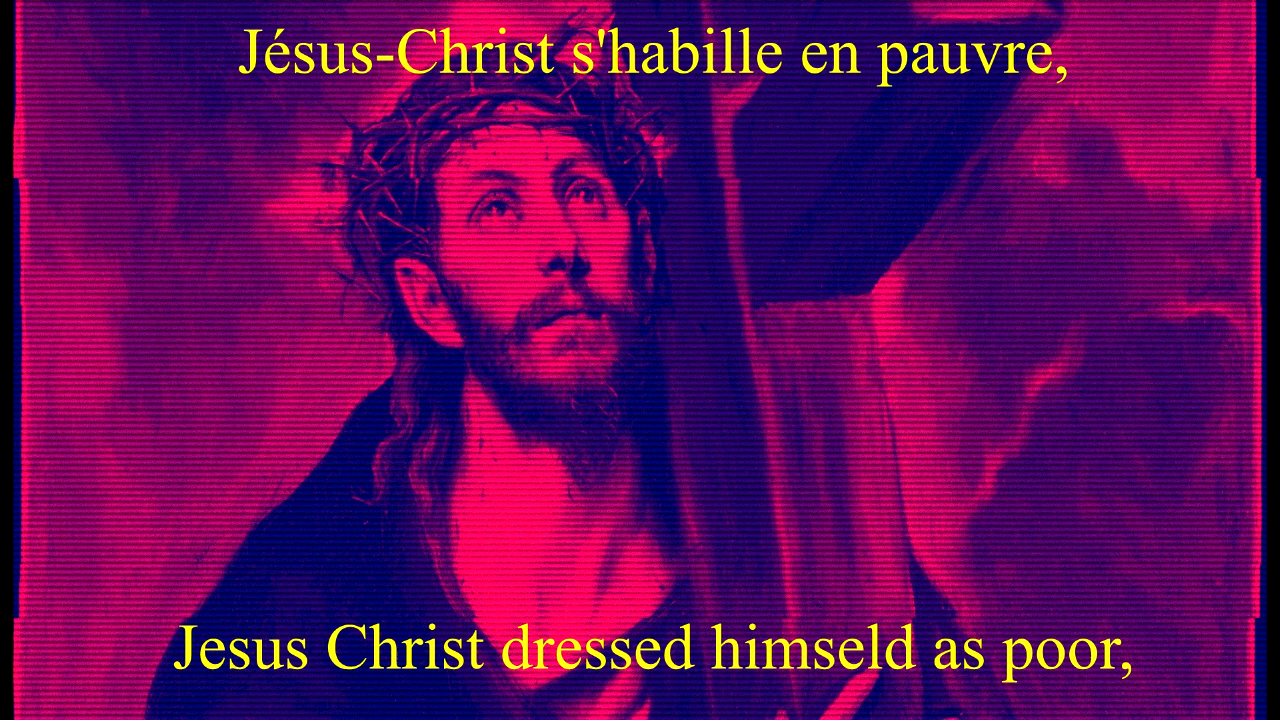 Jésus-Christ s'habille en pauvre,
Jesus Christ dressed himseld as poor,